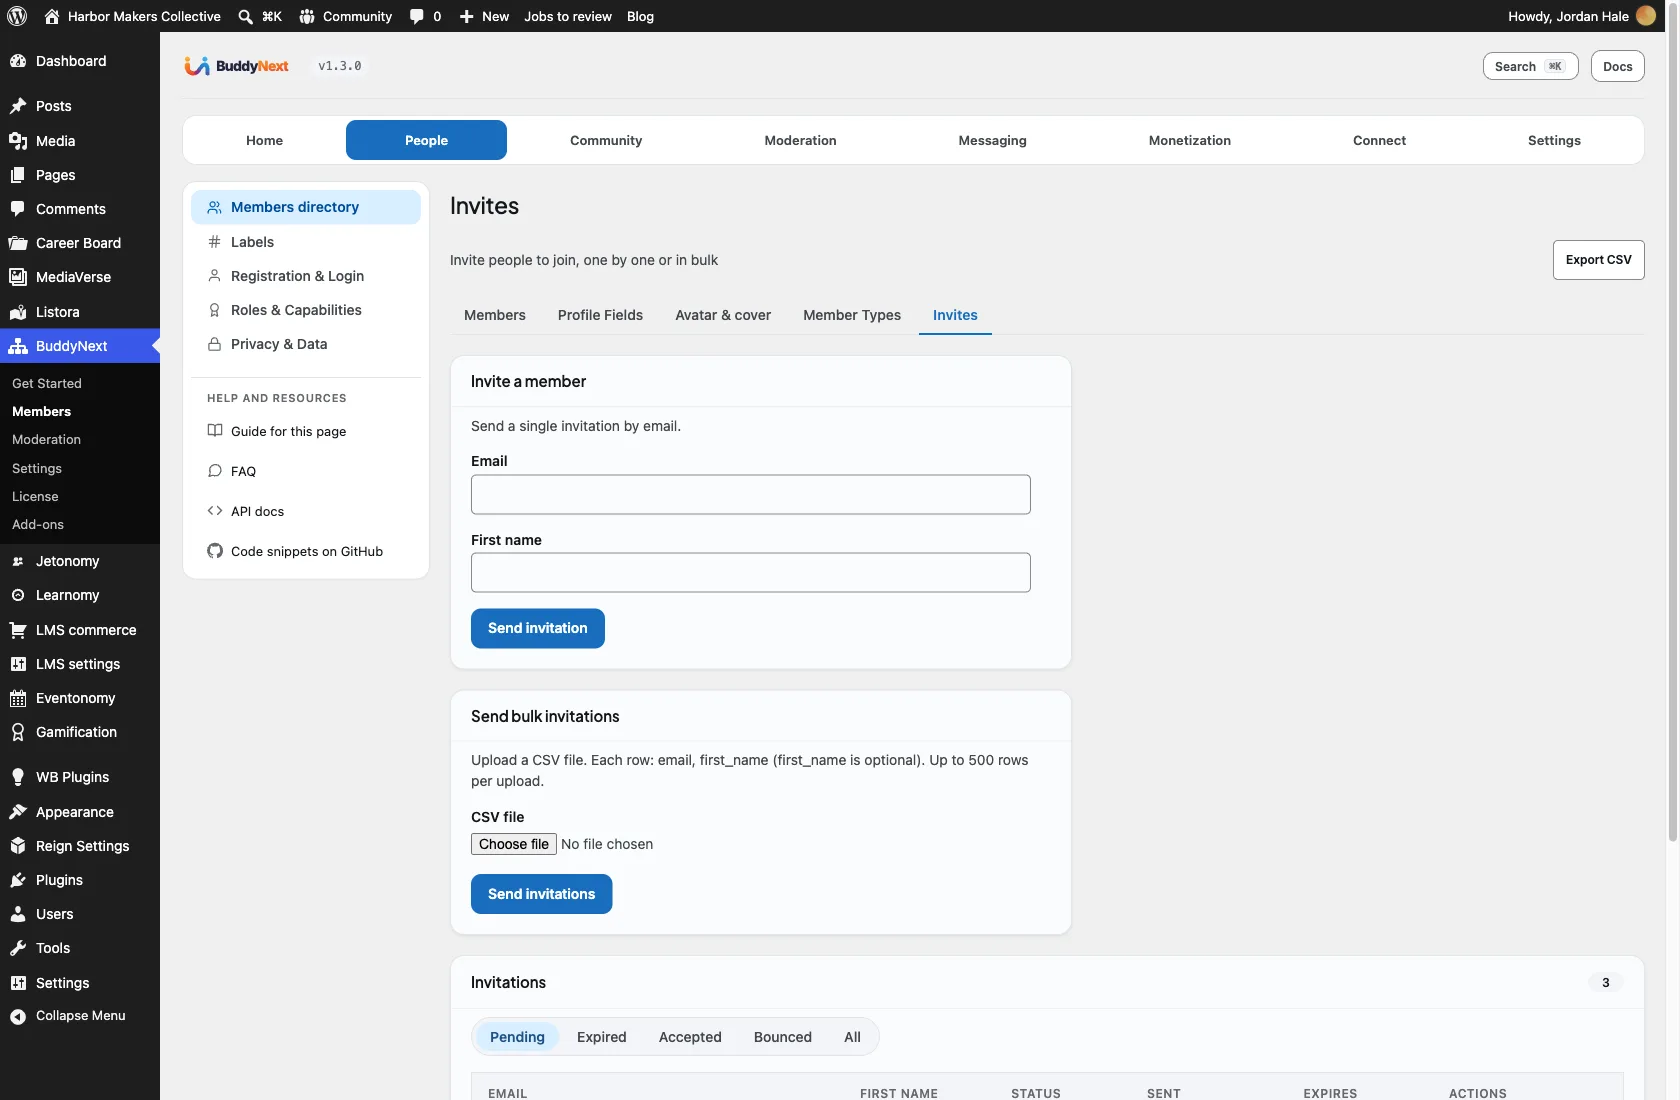 Harbor Makers Collective ⌘K Community 0 New Jobs to review Blog Howdy, Jordan Hale
Dashboard
Posts
Media
Pages
Comments
Career Board
MediaVerse
Listora
BuddyNext
Get Started
Members
Moderation
Settings
License
Add-ons
Jetonomy
Learnomy
LMS commerce
LMS settings
Eventonomy
Gamification
WB Plugins
Appearance
Reign Settings
Plugins
Users
Tools
Settings
Collapse Menu
BuddyNext v1.3.0 Search ⌘K Docs
Home People Community Moderation Messaging Monetization Connect Settings
Members directory
Labels
Registration & Login
Roles & Capabilities
Privacy & Data
HELP AND RESOURCES
Guide for this page
FAQ
API docs
Code snippets on GitHub
Invites
Invite people to join, one by one or in bulk
Export CSV
Members Profile Fields Avatar & cover Member Types Invites
Invite a member
Send a single invitation by email.
Email
First name
Send invitation
Send bulk invitations
Upload a CSV file. Each row: email, first_name (first_name is optional). Up to 500 rows
per upload.
CSV file
Choose file No file chosen
Send invitations
Invitations 3
Pending Expired Accepted Bounced All
EMAIL FIRST NAME STATUS SENT EXPIRES ACTIONS